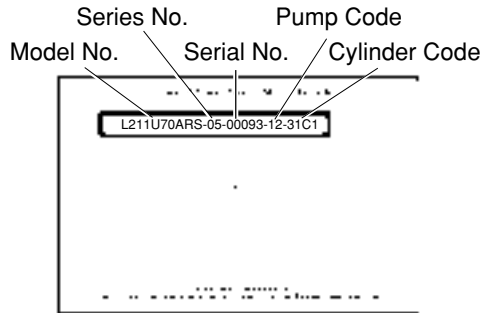 Series No. Pump Code
Model No. Serial No. Cylinder Code
L211U70ARS-05-00093-12-31C1